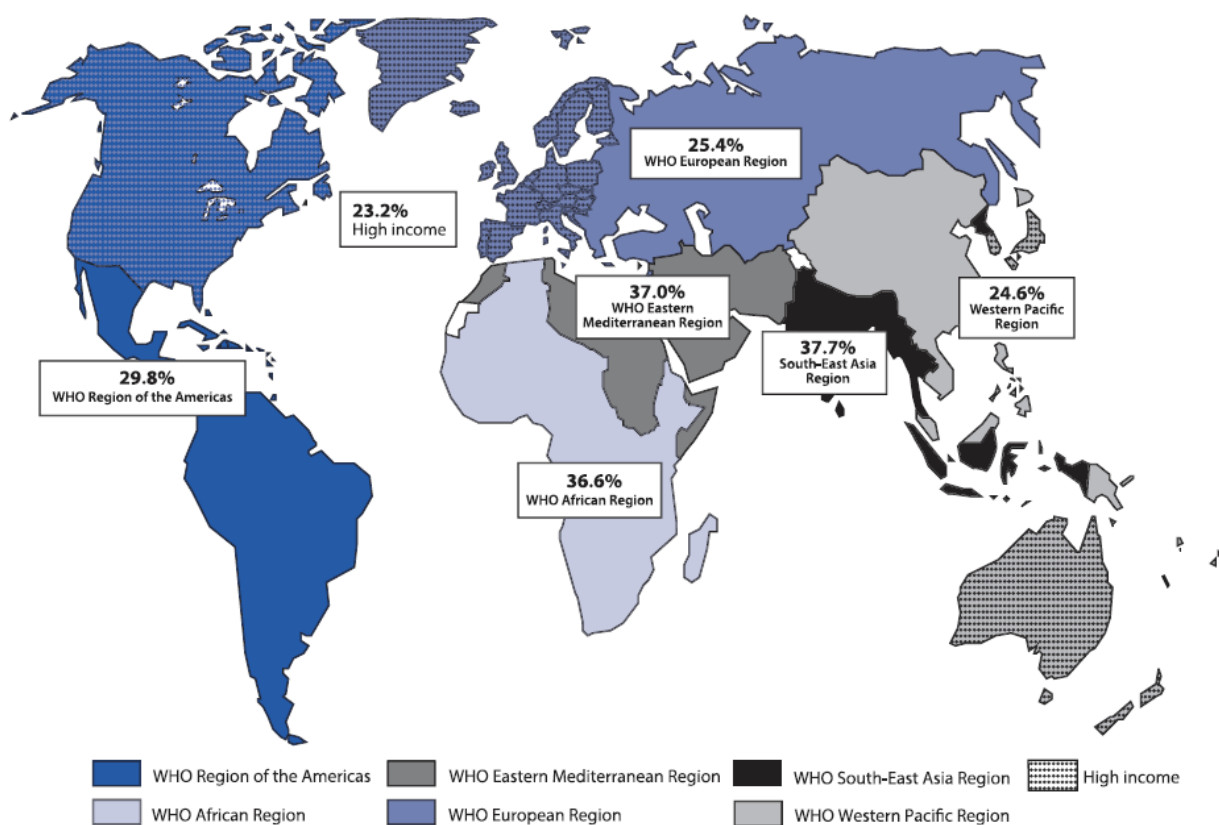 25.4%
WHO European Region
23.2%
High income
37.0%
WHO Eastern
Mediterranean Region
24.6%
Western Pacific
Region
37.7%
South-East Asia
Region
29.8%
WHO Region of the Americas
36.6%
WHO African Region
WHO Region of the Americas
WHO Eastern Mediterranean Region
WHO South-East Asia Region
High income
WHO African Region
WHO European Region
WHO Western Pacific Region